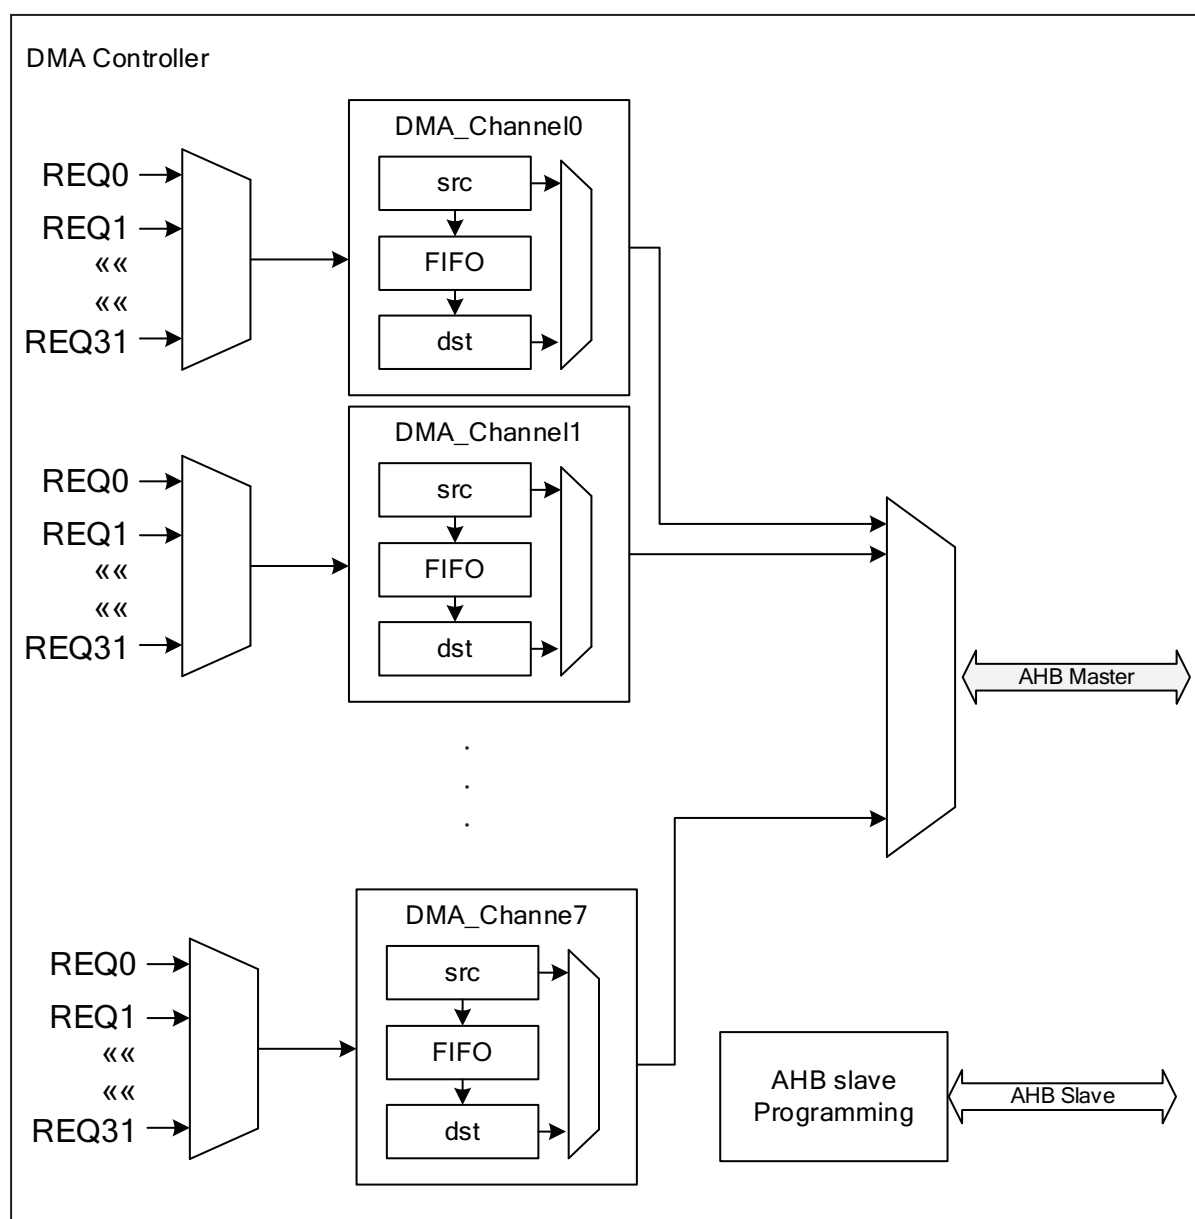 DMA Controller
DMA_Channel0
REQ0
REQ1
««
««
REQ31
src
FIFO
dst
DMA_Channel1
REQ0
REQ1
««
««
REQ31
src
FIFO
dst
AHB Master
.
.
.
DMA_Channe7
REQ0
REQ1
««
««
REQ31
src
FIFO
dst
AHB slave
Programming
AHB Slave